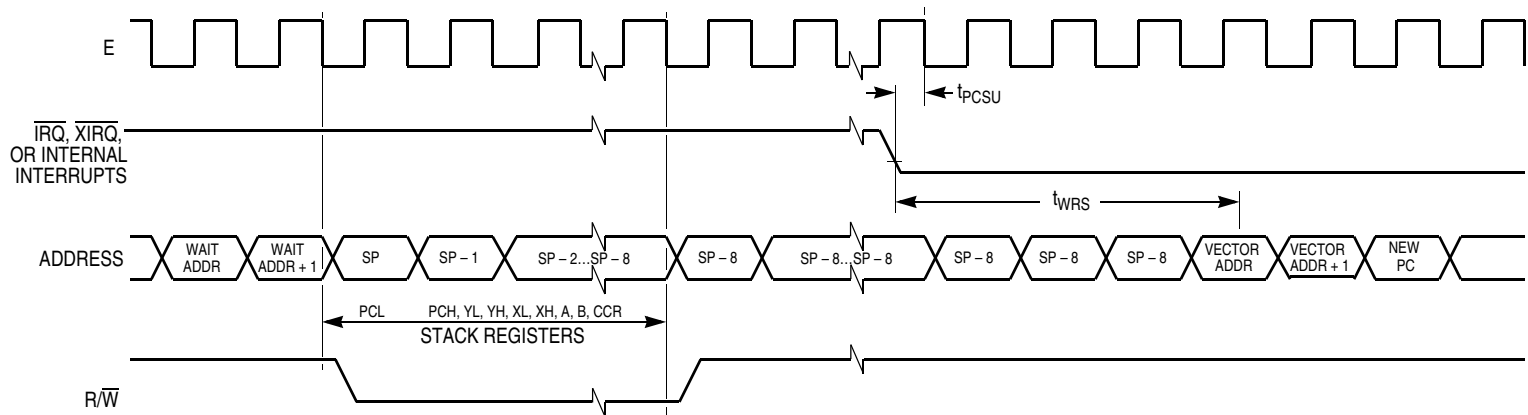 E
tPCSU
IRQ, XIRQ,
OR INTERNAL
INTERRUPTS
tWRS
ADDRESS
WAIT
ADDR
WAIT
ADDR + 1
SP
SP – 1
SP – 2...SP – 8
SP – 8
SP – 8...SP – 8
SP – 8
SP – 8
SP – 8
VECTOR
ADDR
VECTOR
ADDR + 1
NEW
PC
PCL
PCH, YL, YH, XL, XH, A, B, CCR
STACK REGISTERS
R/W